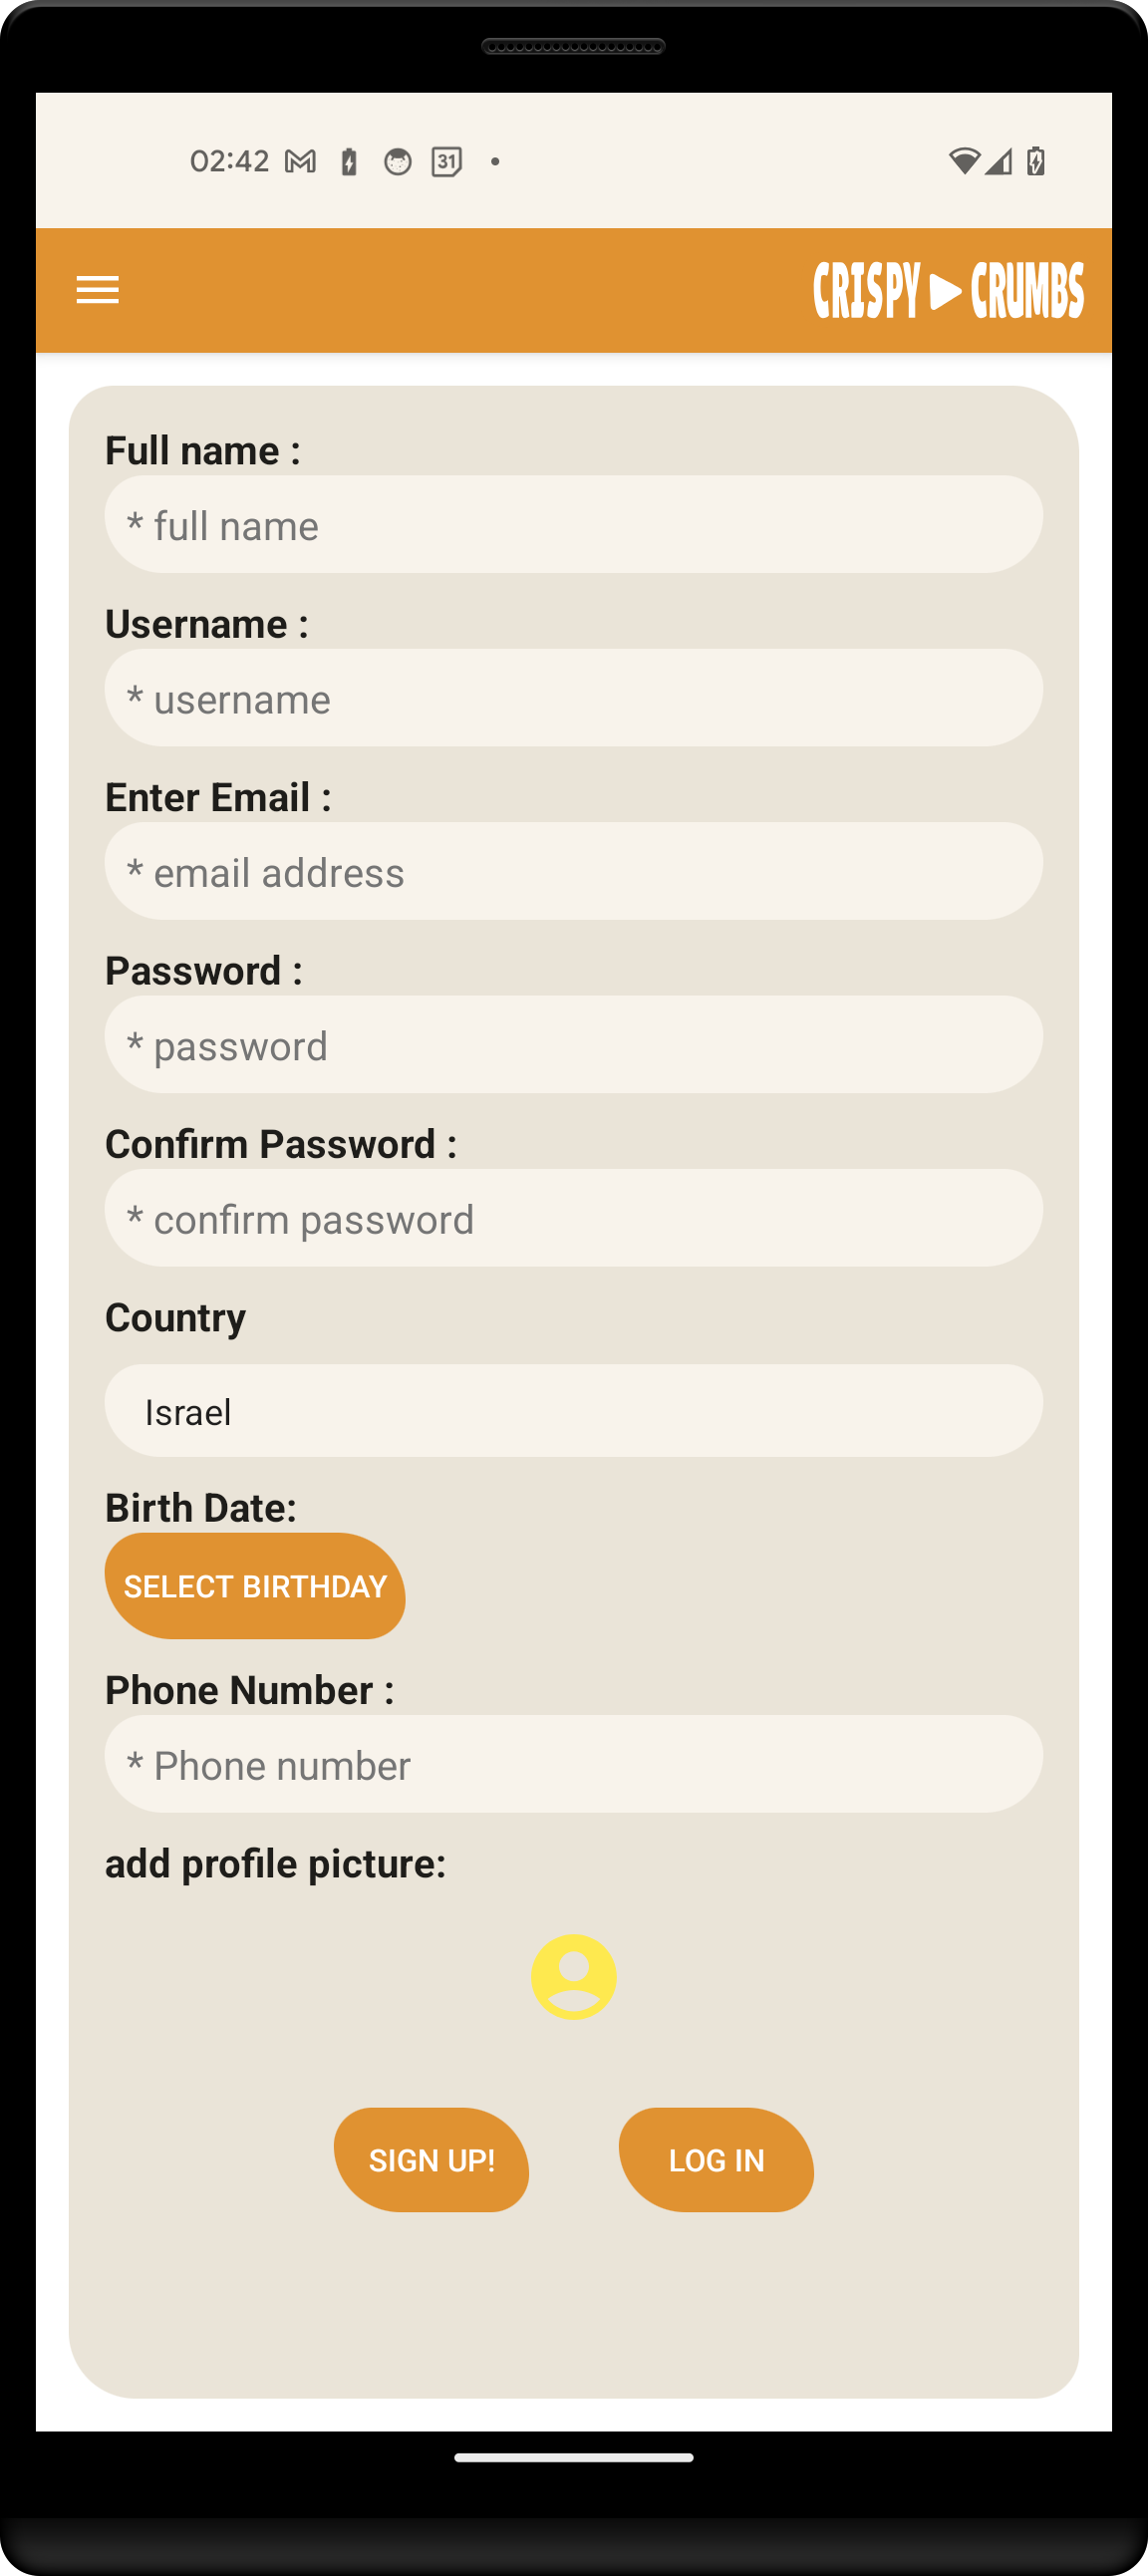 02:42 31
CRISPY CRUMBS
Full name :
* full name
Username :
* username
Enter Email :
* email address
Password :
* password
Confirm Password :
* confirm password
Country
Israel
Birth Date:
SELECT BIRTHDAY
Phone Number :
* Phone number
add profile picture:
SIGN UP! LOG IN